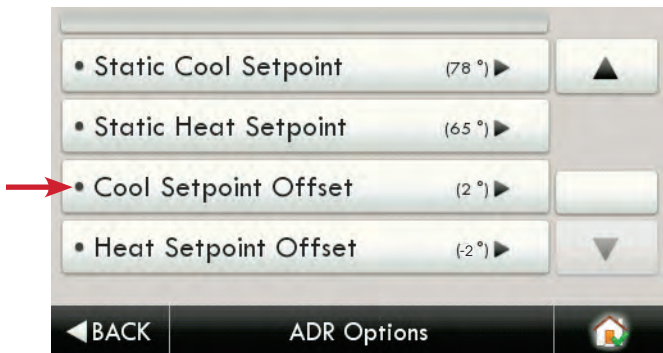 • Static Cool Setpoint (78 °)▶
• Static Heat Setpoint (65 °)▶
• Cool Setpoint Offset (2 °)▶
• Heat Setpoint Offset (-2 °)▶
◀BACK ADR Options